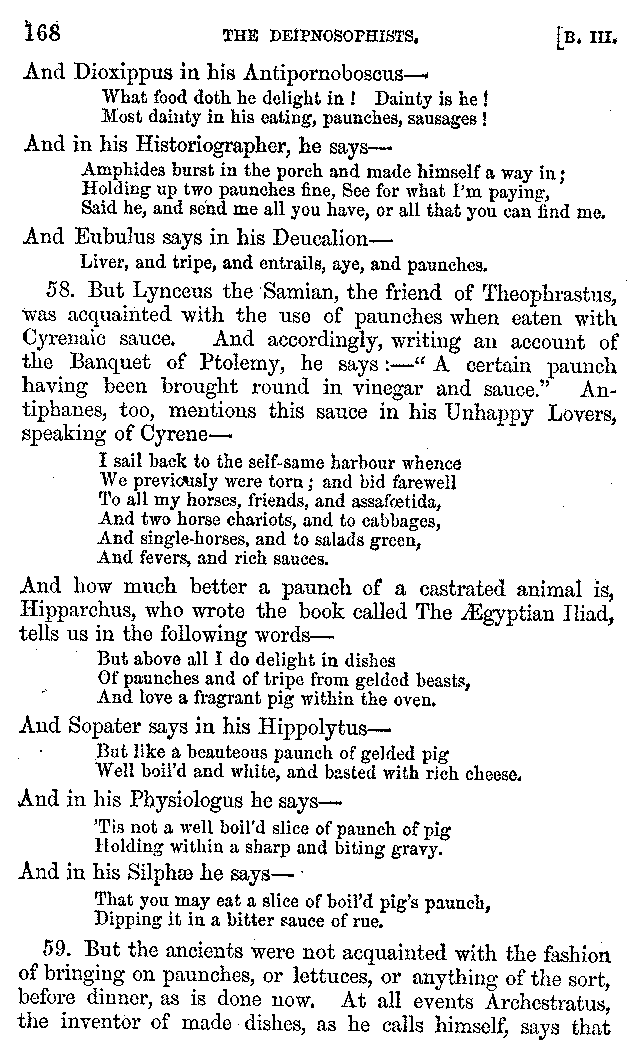 168 THE DEIPNOSOPHISTS. [B. III.
And Dioxippus in his Antipornoboscus—
What food doth he delight in! Dainty is he!
Most dainty in his eating, paunches, sausages!
And in his Historiographer, he says—
Amphides burst in the porch and made himself a way in;
Holding up two paunches fine, See for what I'm paying,
Said he, and send me all you have, or all that you can find me.
And Eubulus says in his Deucalion—
Liver, and tripe, and entrails, aye, and paunches.
58. But Lynceus the Samian, the friend of Theophrastus,
was acquainted with the use of paunches when eaten with
Cyrenaic sauce. And accordingly, writing an account of
the Banquet of Ptolemy, he says:—“A certain paunch
having been brought round in vinegar and sauce.” An-
tiphanes, too, mentions this sauce in his Unhappy Lovers,
speaking of Cyrene—
I sail back to the self-same harbour whence
We previously were torn; and bid farewell
To all my horses, friends, and assafœtida,
And two horse chariots, and to cabbages,
And single-horses, and to salads green,
And fevers, and rich sauces.
And how much better a paunch of a castrated animal is,
Hipparchus, who wrote the book called The Ægyptian Iliad,
tells us in the following words—
But above all I do delight in dishes
Of paunches and of tripe from gelded beasts,
And love a fragrant pig within the oven.
And Sopater says in his Hippolytus—
But like a beauteous paunch of gelded pig
Well boil'd and white, and basted with rich cheese.
And in his Physiologus he says—
'Tis not a well boil'd slice of paunch of pig
Holding within a sharp and biting gravy.
And in his Silphæ he says—
That you may eat a slice of boil'd pig's paunch,
Dipping it in a bitter sauce of rue.
59. But the ancients were not acquainted with the fashion
of bringing on paunches, or lettuces, or anything of the sort,
before dinner, as is done now. At all events Archestratus,
the inventor of made dishes, as he calls himself, says that